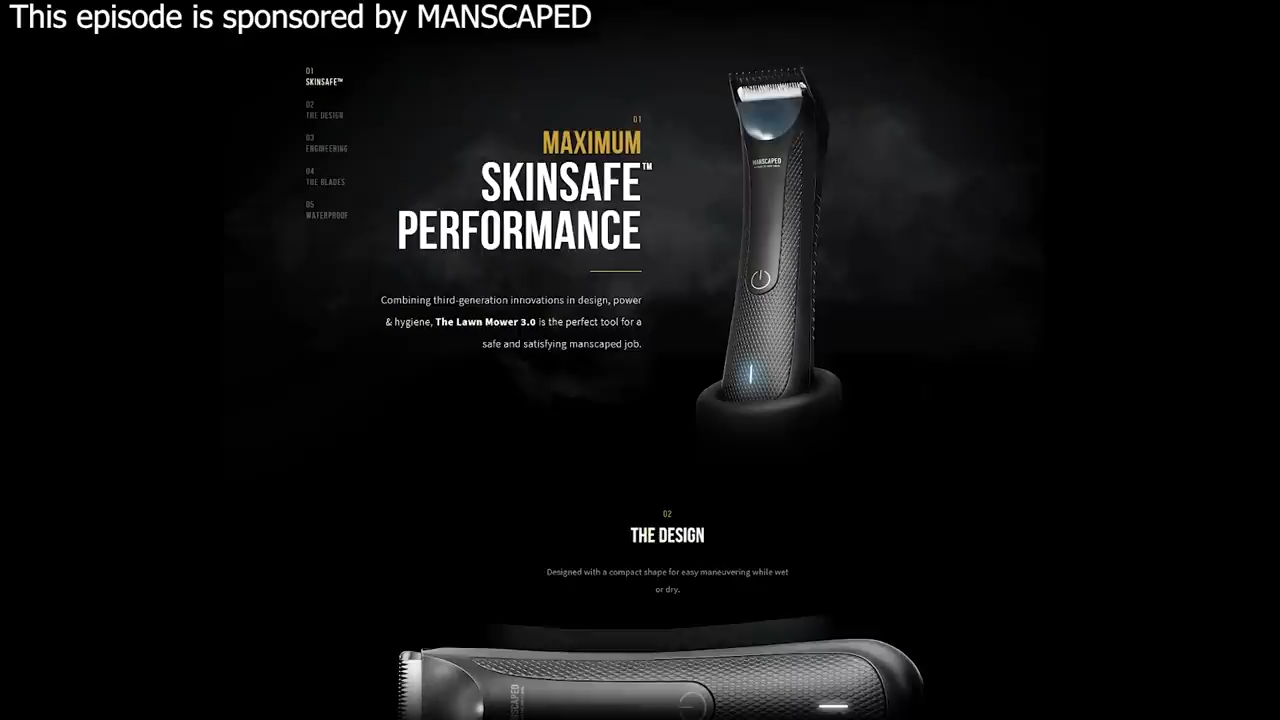 This episode is sponsored by MANSCAPED
01
SKINSAFE™
02
THE DESIGN
03
ENGINEERING
04
THE BLADES
05
WATERPROOF
01
MAXIMUM
SKINSAFE™
PERFORMANCE
Combining third-generation innovations in design, power
& hygiene, The Lawn Mower 3.0 is the perfect tool for a
safe and satisfying manscaped job.
MANSCAPED
02
THE DESIGN
Designed with a compact shape for easy maneuvering while wet
or dry.
MANSCAPED